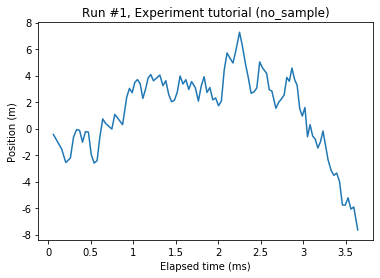 Run #1, Experiment tutorial (no_sample)
Position (m)
8
6
4
2
0
-2
-4
-6
-8
0 0.5 1 1.5 2 2.5 3 3.5
Elapsed time (ms)